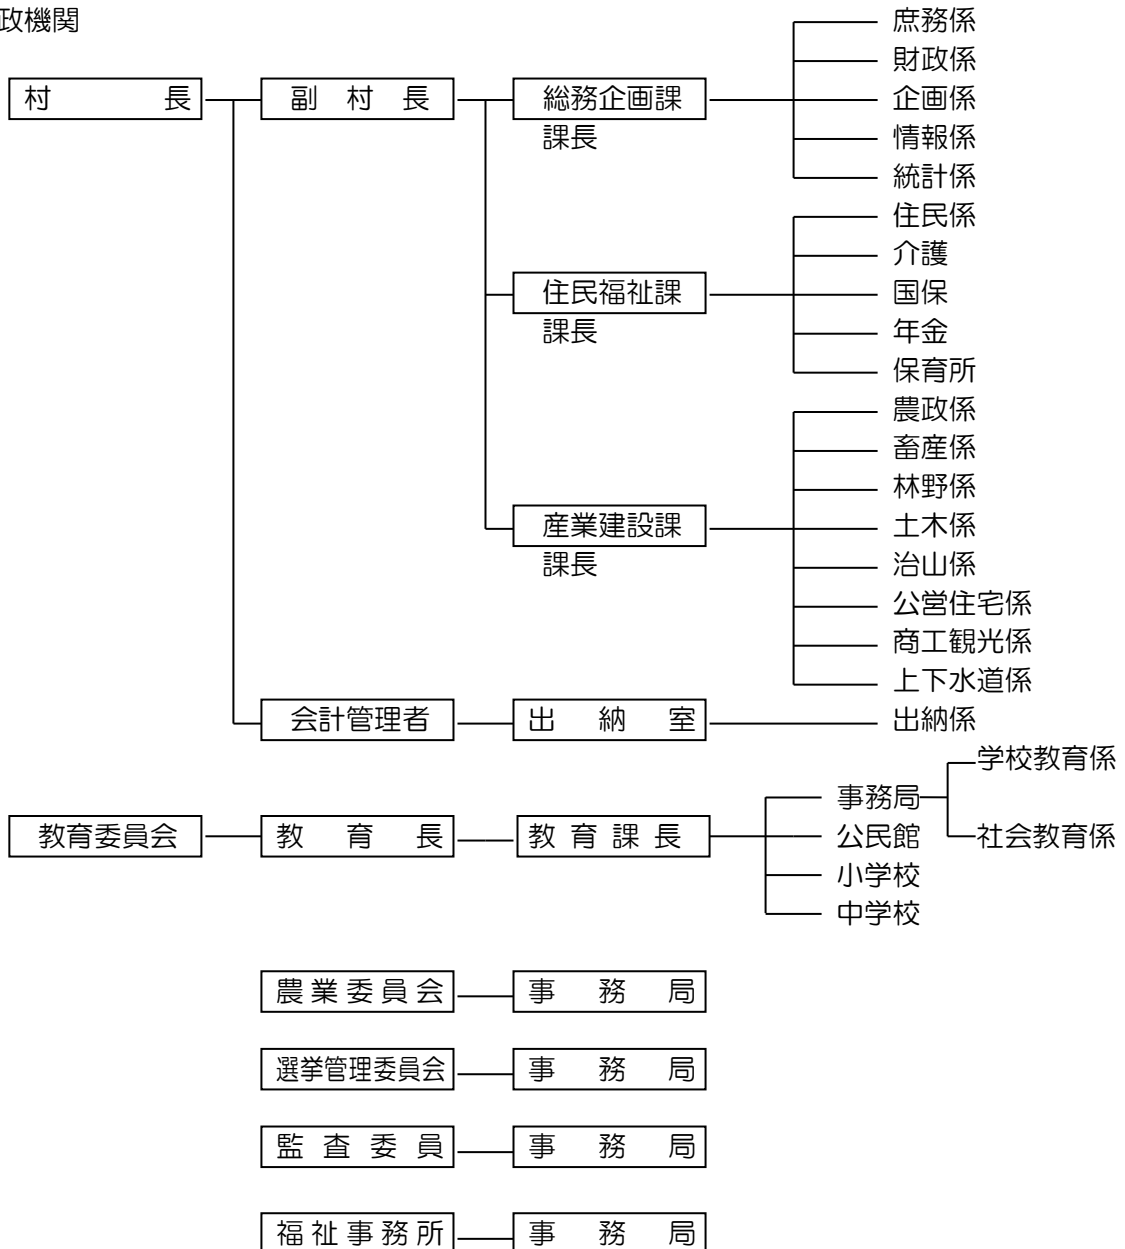 政機関
庶務係
財政係
村長 副村長 総務企画課 企画係
課長 情報係
統計係
住民係
介護
住民福祉課 国保
課長 年金
保育所
農政係
畜産係
林野係
産業建設課 土木係
課長 治山係
公営住宅係
商工観光係
上下水道係
会計管理者 出納室 出納係
学校教育係
事務局
教育委員会 教育長 教育課長 公民館 社会教育係
小学校
中学校
農業委員会 事務局
選挙管理委員会 事務局
監査委員 事務局
福祉事務所 事務局